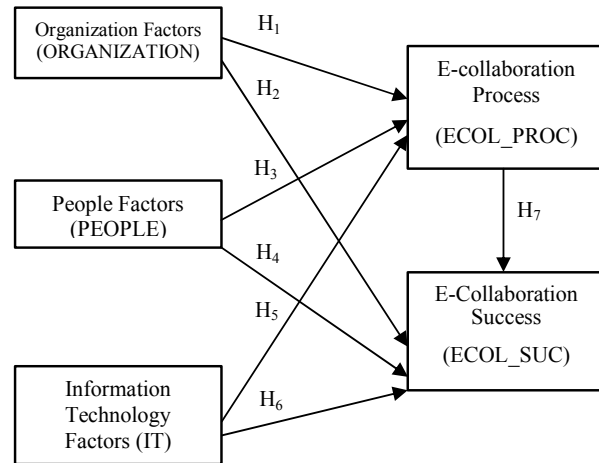 Organization Factors
(ORGANIZATION)
H₁
H₂
E-collaboration
Process
(ECOL_PROC)
People Factors
(PEOPLE)
H₃
H₄
H₇
H₅
E-Collaboration
Success
(ECOL_SUC)
Information
Technology
Factors (IT)
H₆